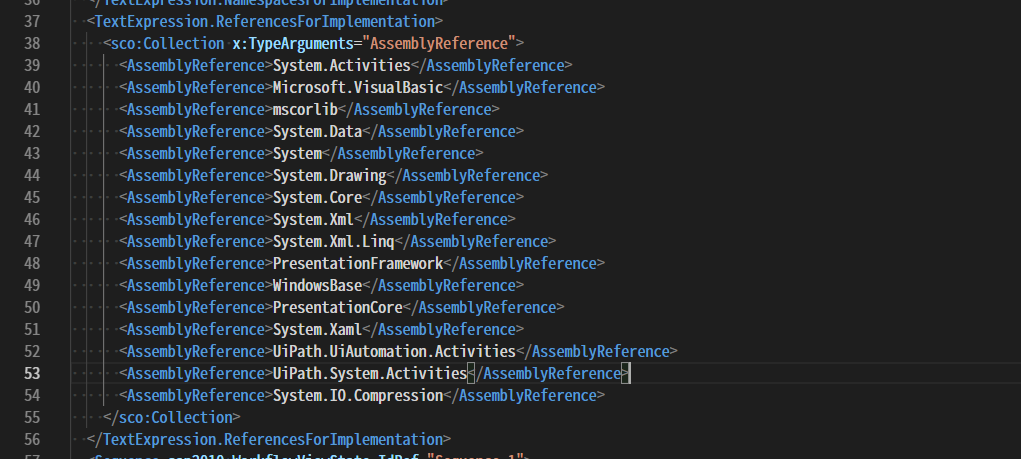 36 </TextExpression.NamespacesForImplementation>
37 <TextExpression.ReferencesForImplementation>
38 <sco:Collection x:TypeArguments="AssemblyReference">
39 <AssemblyReference>System.Activities</AssemblyReference>
40 <AssemblyReference>Microsoft.VisualBasic</AssemblyReference>
41 <AssemblyReference>mscorlib</AssemblyReference>
42 <AssemblyReference>System.Data</AssemblyReference>
43 <AssemblyReference>System</AssemblyReference>
44 <AssemblyReference>System.Drawing</AssemblyReference>
45 <AssemblyReference>System.Core</AssemblyReference>
46 <AssemblyReference>System.Xml</AssemblyReference>
47 <AssemblyReference>System.Xml.Linq</AssemblyReference>
48 <AssemblyReference>PresentationFramework</AssemblyReference>
49 <AssemblyReference>WindowsBase</AssemblyReference>
50 <AssemblyReference>PresentationCore</AssemblyReference>
51 <AssemblyReference>System.Xaml</AssemblyReference>
52 <AssemblyReference>UiPath.UiAutomation.Activities</AssemblyReference>
53 <AssemblyReference>UiPath.System.Activities</AssemblyReference>
54 <AssemblyReference>System.IO.Compression</AssemblyReference>
55 </sco:Collection>
56 </TextExpression.ReferencesForImplementation>
57 <Sequence sap2010:WorkflowViewState.IdRef="Sequence_1">